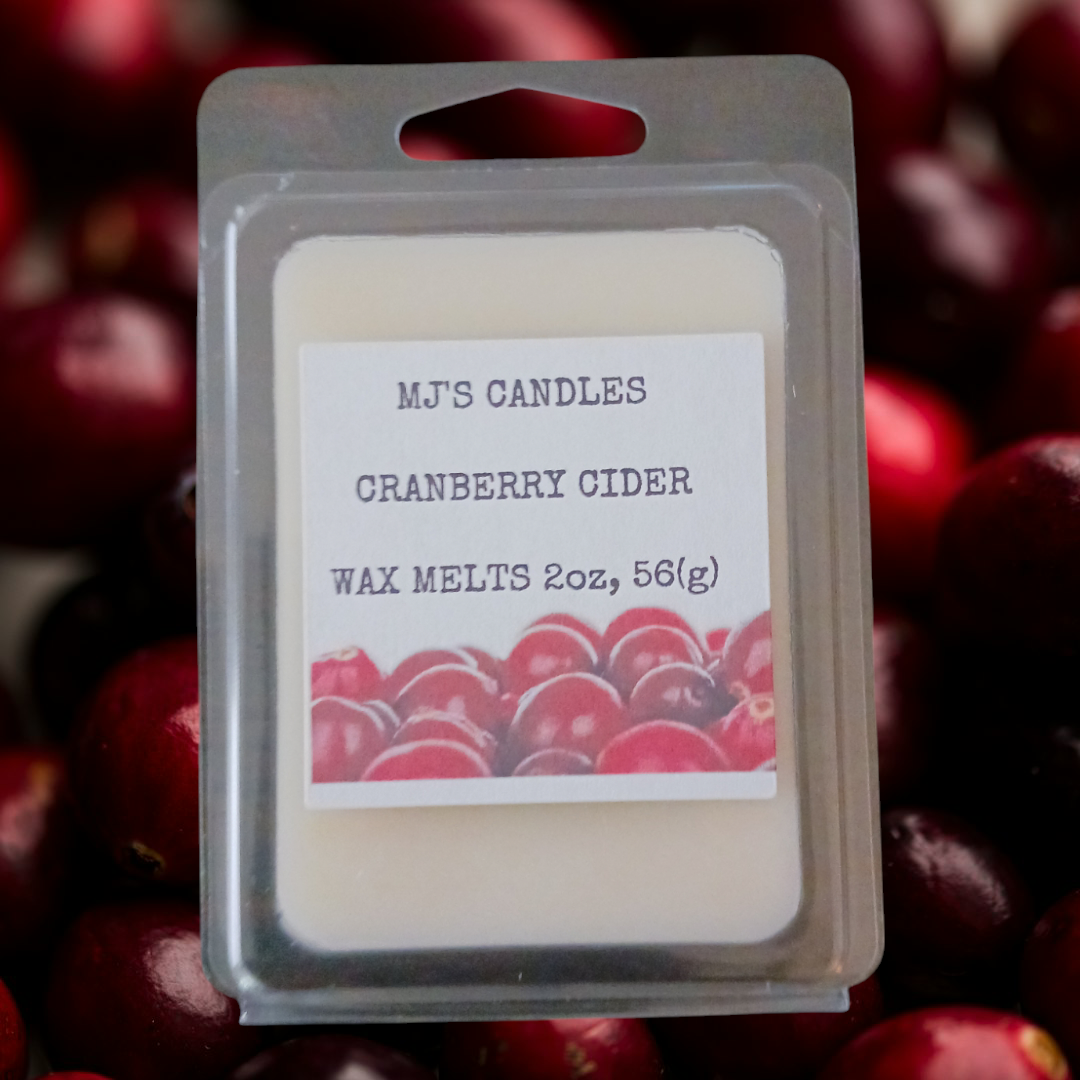 MJ'S CANDLES
CRANBERRY CIDER
WAX MELTS 2oz, 56(g)